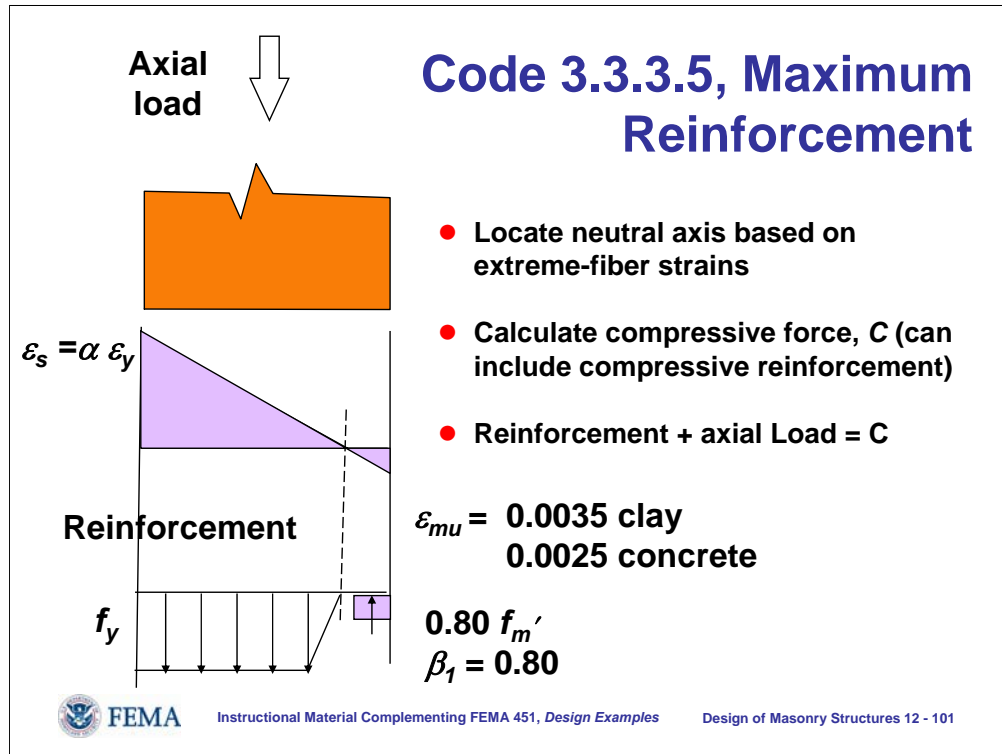 Axial
load
Code 3.3.3.5, Maximum
Reinforcement
● Locate neutral axis based on
extreme-fiber strains
● Calculate compressive force, C (can
include compressive reinforcement)
● Reinforcement + axial Load = C
εs =α εy
Reinforcement
εmu = 0.0035 clay
0.0025 concrete
fy
0.80 fm′
β1 = 0.80
FEMA
Instructional Material Complementing FEMA 451, Design Examples
Design of Masonry Structures 12 - 101